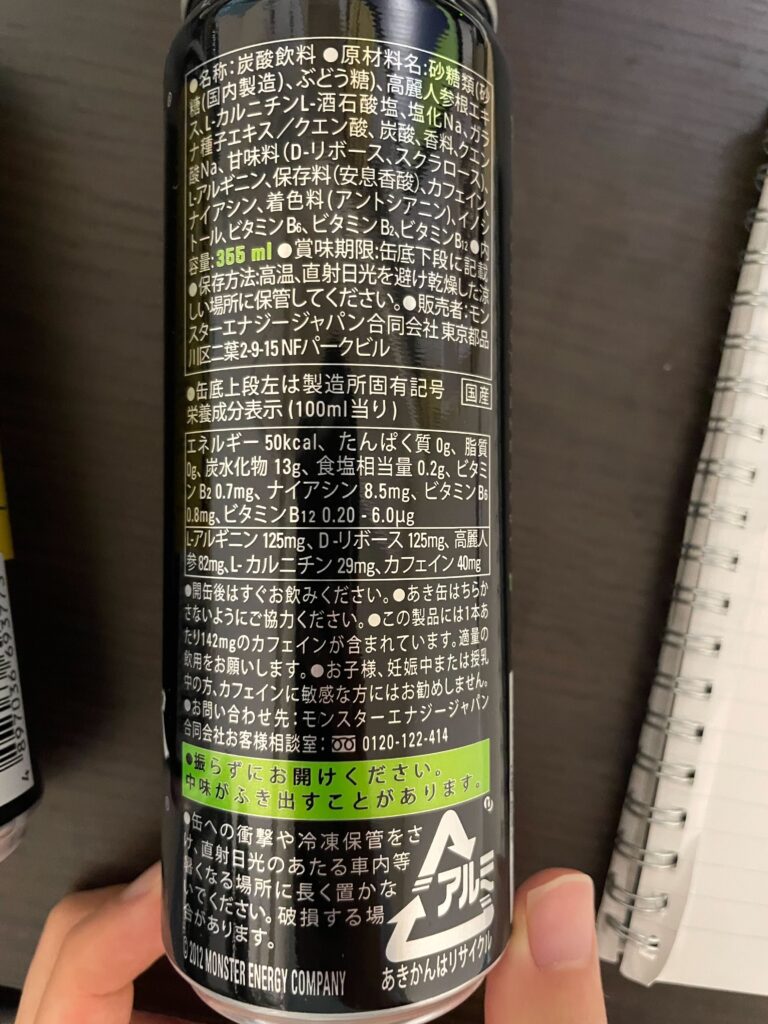 ●名称:炭酸飲料 ●原材料名:砂糖類(砂
糖(国内製造)、ぶどう糖)、高麗人参根エキ
ス、L-カルニチンL-酒石酸塩、塩化Na、ガラ
ナ種子エキス/クエン酸、炭酸、香料、クエン
酸Na、甘味料(D-リボース、スクラロース)、
L-アルギニン、保存料(安息香酸)、カフェイン、
ナイアシン、着色料(アントシアニン)、イノシ
トール、ビタミンB6、ビタミンB2、ビタミンB12 ●内
容量:355 ml ●賞味期限:缶底下段に記載
●保存方法:高温、直射日光を避け乾燥した涼
しい場所に保管してください。●販売者:モン
スターエナジージャパン合同会社 東京都品
川区二葉2-9-15 NFパークビル
●缶底上段左は製造所固有記号 国産
栄養成分表示 (100ml当り)
エネルギー 50kcal、たんぱく質 0g、脂質
0g、炭水化物 13g、食塩相当量 0.2g、ビタミ
ンB2 0.7mg、ナイアシン 8.5mg、ビタミンB6
0.8mg、ビタミンB12 0.20 - 6.0μg
L-アルギニン 125mg、D-リボース 125mg、高麗人
参 82mg、L-カルニチン 29mg、カフェイン 40mg
●開缶後はすぐお飲みください。●あき缶はちらか
さないようにご協力ください。●この製品には1本あ
たり142mgのカフェインが含まれています。適量の
飲用をお願いします。●お子様、妊娠中または授乳
中の方、カフェインに敏感な方にはお勧めしません。
●お問い合わせ先:モンスターエナジージャパン
合同会社お客様相談室: 0120-122-414
●振らずにお開けください。
中味がふき出すことがあります。
●缶への衝撃や冷凍保管をさ
け、直射日光のあたる車内等
暑くなる場所に長く置かな
いでください。破損する場
合があります。
© 2012 MONSTER ENERGY COMPANY
アルミ
あきかんはリサイクル
4 897036 693773